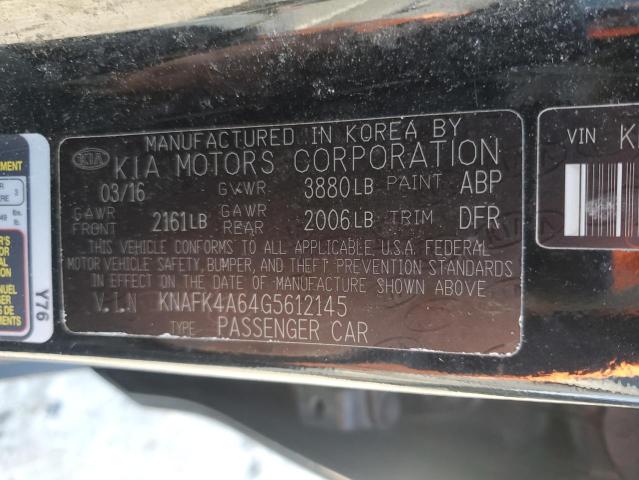 MANUFACTURED IN KOREA BY
KIA KIA MOTORS CORPORATION
03/16 GVWR 3880LB PAINT ABP
GAWR FRONT 2161LB GAWR REAR 2006LB TRIM DFR
THIS VEHICLE CONFORMS TO ALL APPLICABLE U.S.A. FEDERAL
MOTOR VEHICLE SAFETY, BUMPER, AND THEFT PREVENTION STANDARDS
IN EFFECT ON THE DATE OF MANUFACTURE SHOWN ABOVE.
V.I.N KNAFK4A64G5612145
TYPE PASSENGER CAR
VIN
Y76